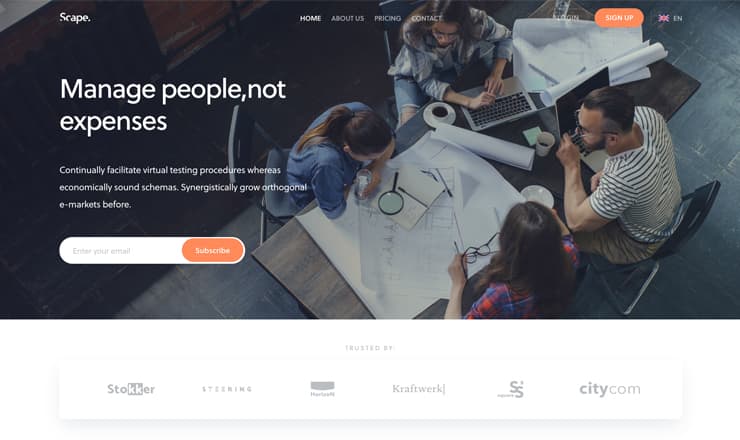 Scape.
HOME ABOUT US PRICING CONTACT
LOGIN
SIGN UP
EN
Manage people,not
expenses
Continually facilitate virtual testing procedures whereas
economically sound schemas. Synergistically grow orthogonal
e-markets before.
Enter your email
Subscribe
TRUSTED BY:
Stokker
STEERING
HorizoN
Kraftwerk|
square SS
citycom